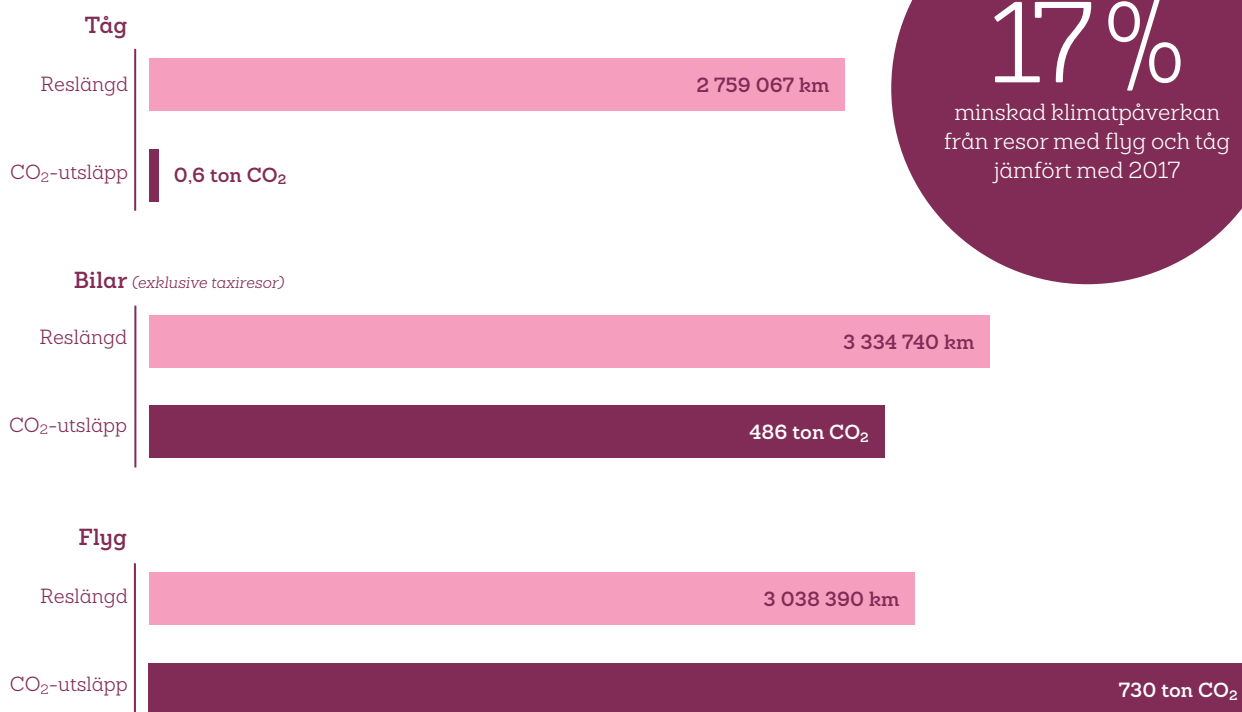 Tåg
Reslängd
2 759 067 km
CO₂-utsläpp
0,6 ton CO₂
17 %
minskad klimatpåverkan
från resor med flyg och tåg
jämfört med 2017
Bilar (exklusive taxiresor)
Reslängd
3 334 740 km
CO₂-utsläpp
486 ton CO₂
Flyg
Reslängd
3 038 390 km
CO₂-utsläpp
730 ton CO₂